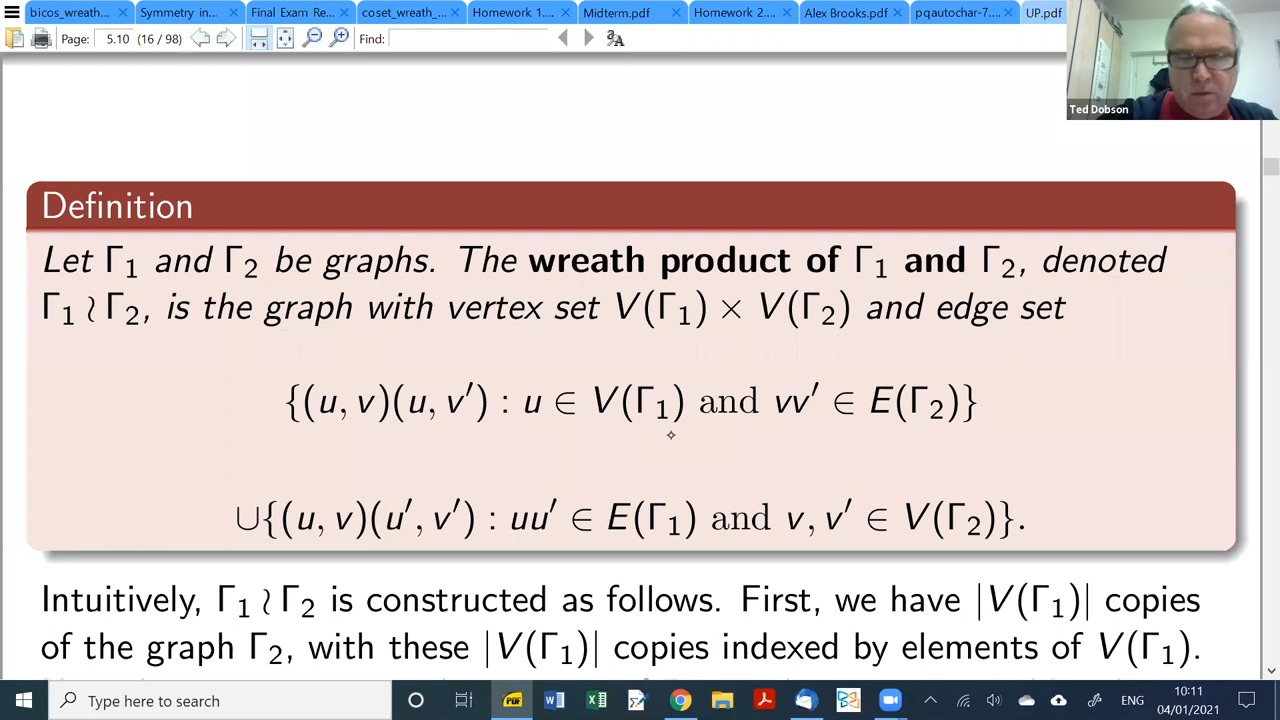 bicos_wreath... Symmetry in... Final Exam Re... coset_wreath_... Homework 1.... Midterm.pdf Homework 2.... Alex Brooks.pdf pqautochar-7.... UP.pdf
Page: 5.10 (16 / 98) Find:
Ted Dobson
Definition
Let Γ₁ and Γ₂ be graphs. The wreath product of Γ₁ and Γ₂, denoted
Γ₁ ≀ Γ₂, is the graph with vertex set V(Γ₁) × V(Γ₂) and edge set
{(u, v)(u, v′) : u ∈ V(Γ₁) and vv′ ∈ E(Γ₂)}
∪{(u, v)(u′, v′) : uu′ ∈ E(Γ₁) and v, v′ ∈ V(Γ₂)}.
Intuitively, Γ₁ ≀ Γ₂ is constructed as follows. First, we have |V(Γ₁)| copies
of the graph Γ₂, with these |V(Γ₁)| copies indexed by elements of V(Γ₁).
Type here to search
ENG
10:11
04/01/2021